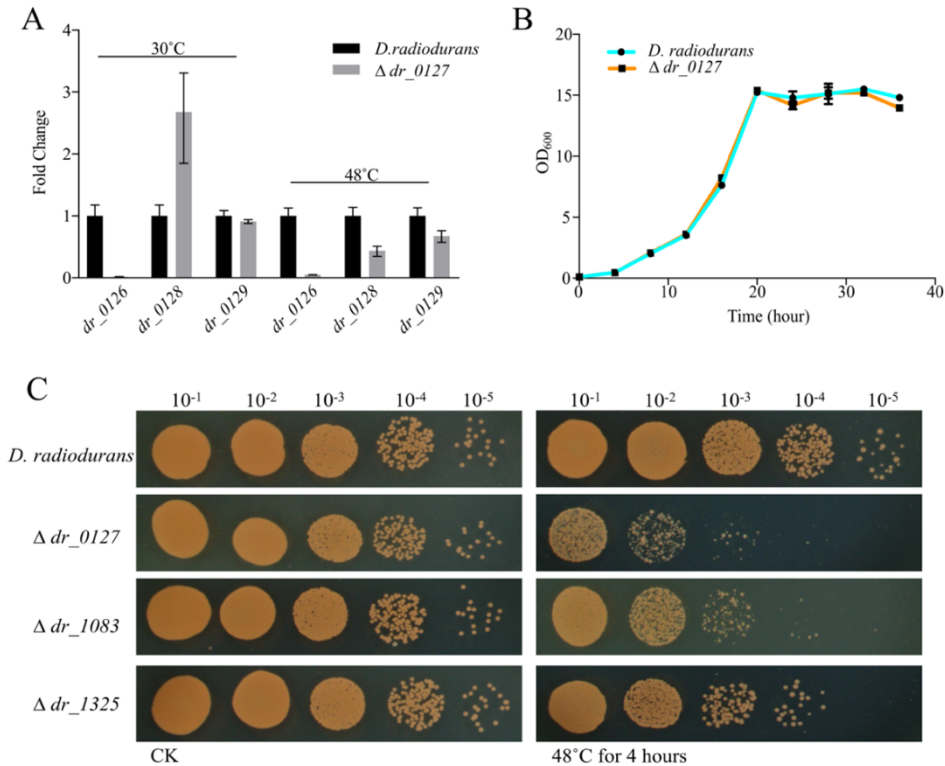 A
4
3
2
1
0
Fold Change
30˚C
48˚C
D.radiodurans
Δ dr_0127
dr_0126
dr_0128
dr_0129
dr_0126
dr_0128
dr_0129
B
20
15
10
5
0
OD600
D. radiodurans
Δ dr_0127
0
10
20
30
40
Time (hour)
C
10-1 10-2 10-3 10-4 10-5 10-1 10-2 10-3 10-4 10-5
D. radiodurans
Δ dr_0127
Δ dr_1083
Δ dr_1325
CK
48˚C for 4 hours